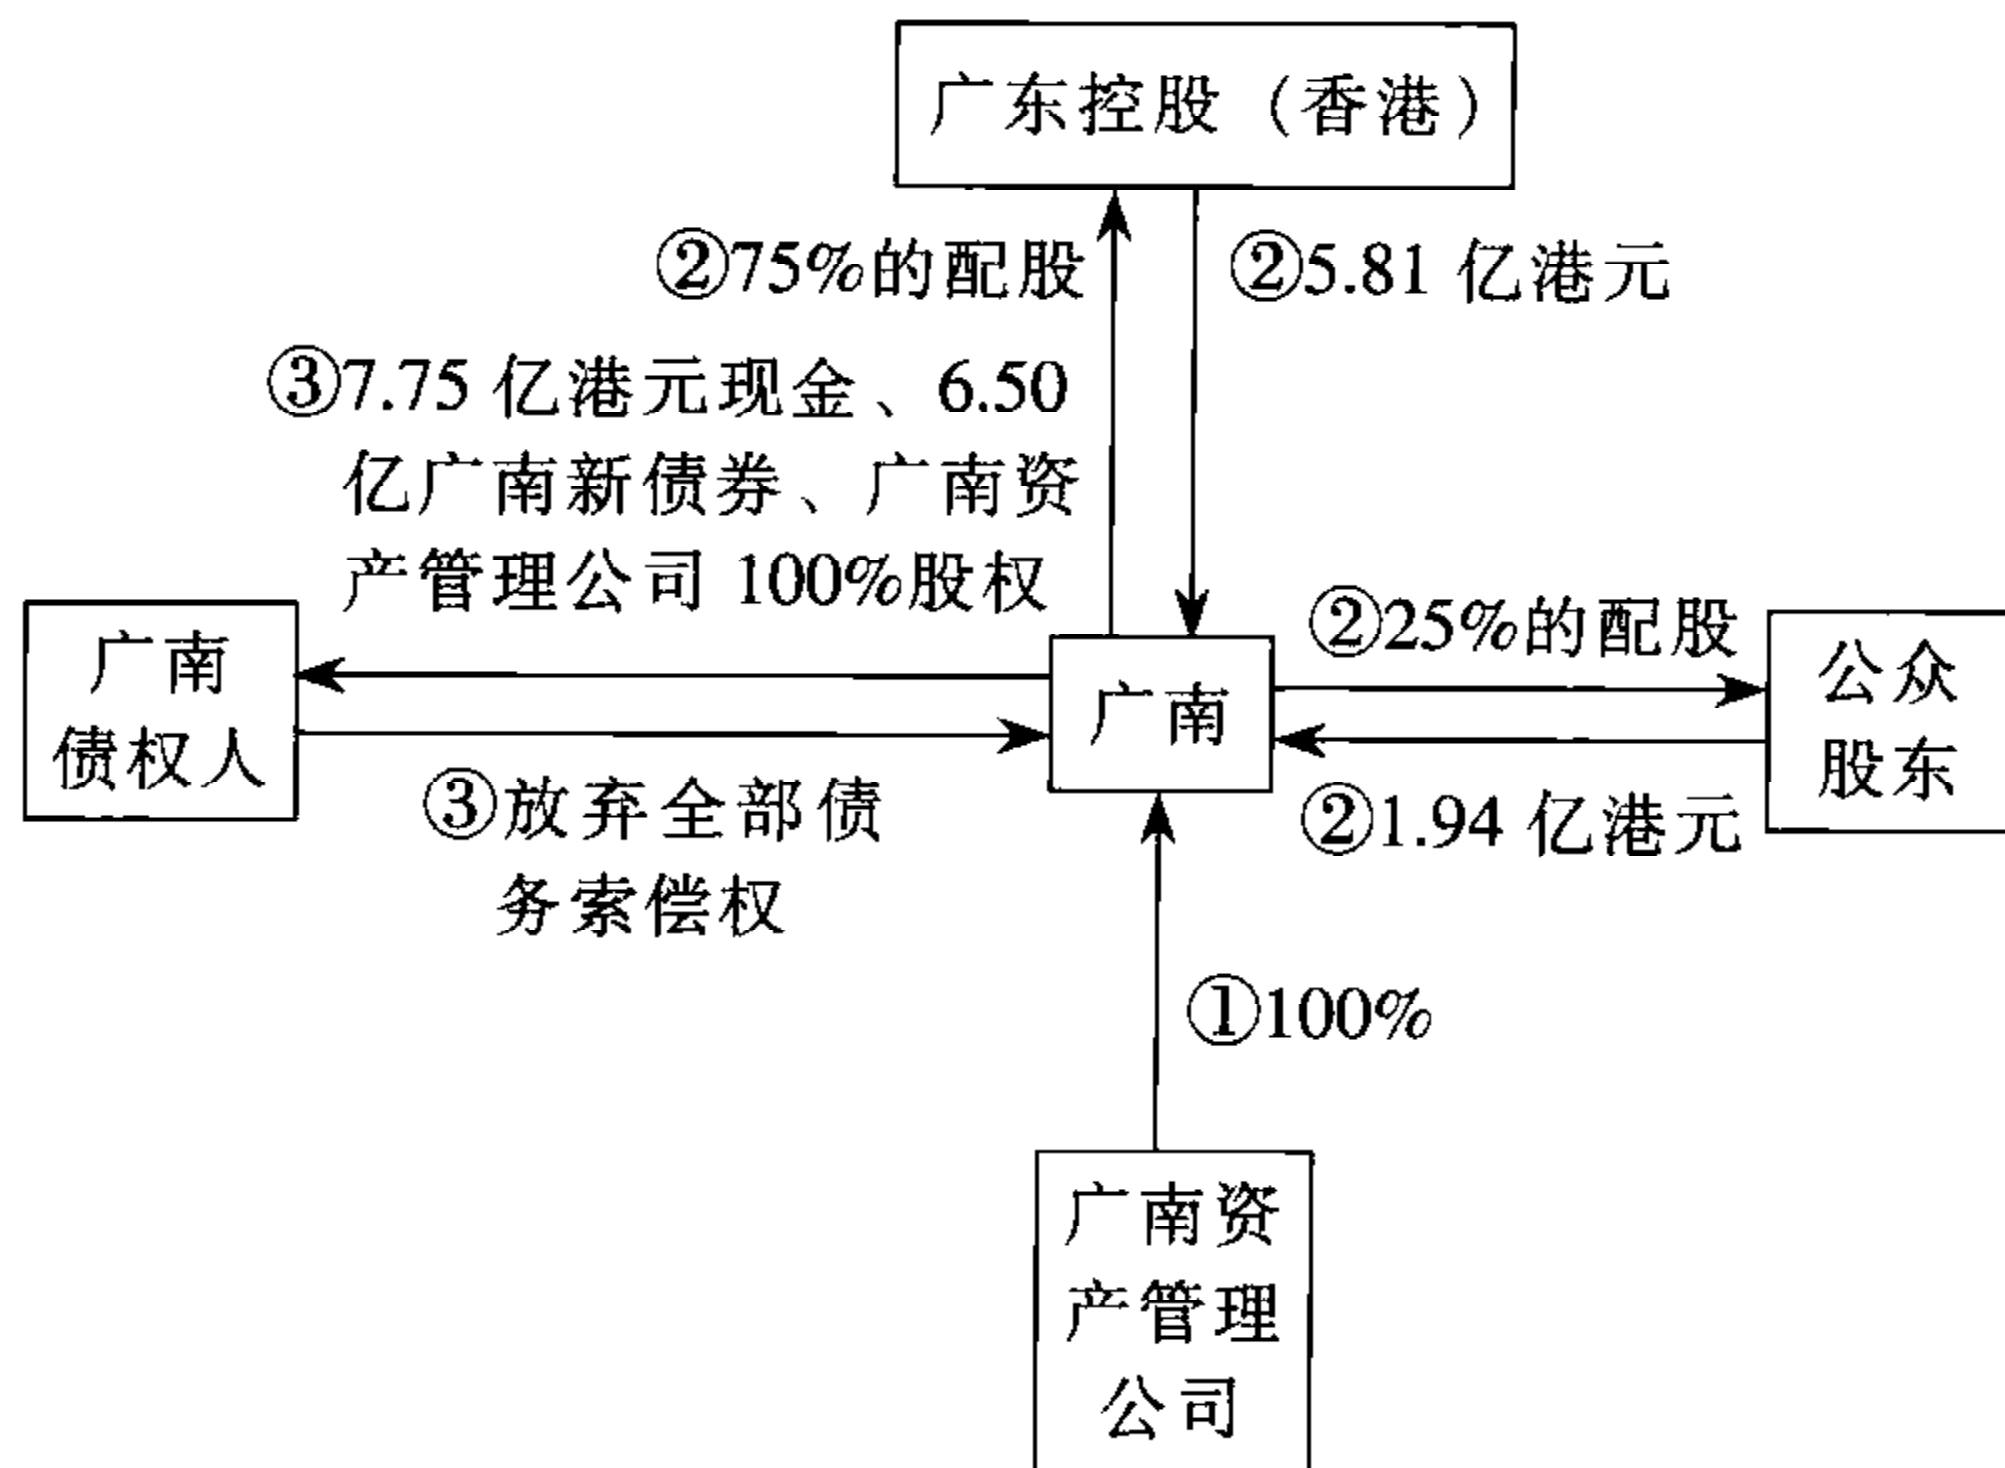 广东控股（香港）
②75%的配股
②5.81 亿港元
③7.75 亿港元现金、6.50
亿广南新债券、广南资
产管理公司 100%股权
广南
债权人
③放弃全部债
务索偿权
广南
②25%的配股
②1.94 亿港元
公众
股东
①100%
广南资
产管理
公司